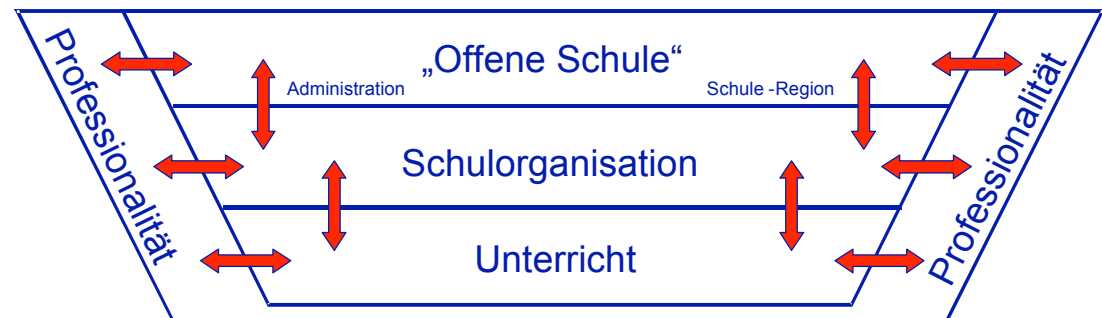 „Offene Schule“
Administration
Schule -Region
Professionalität
Professionalität
Schulorganisation
Unterricht